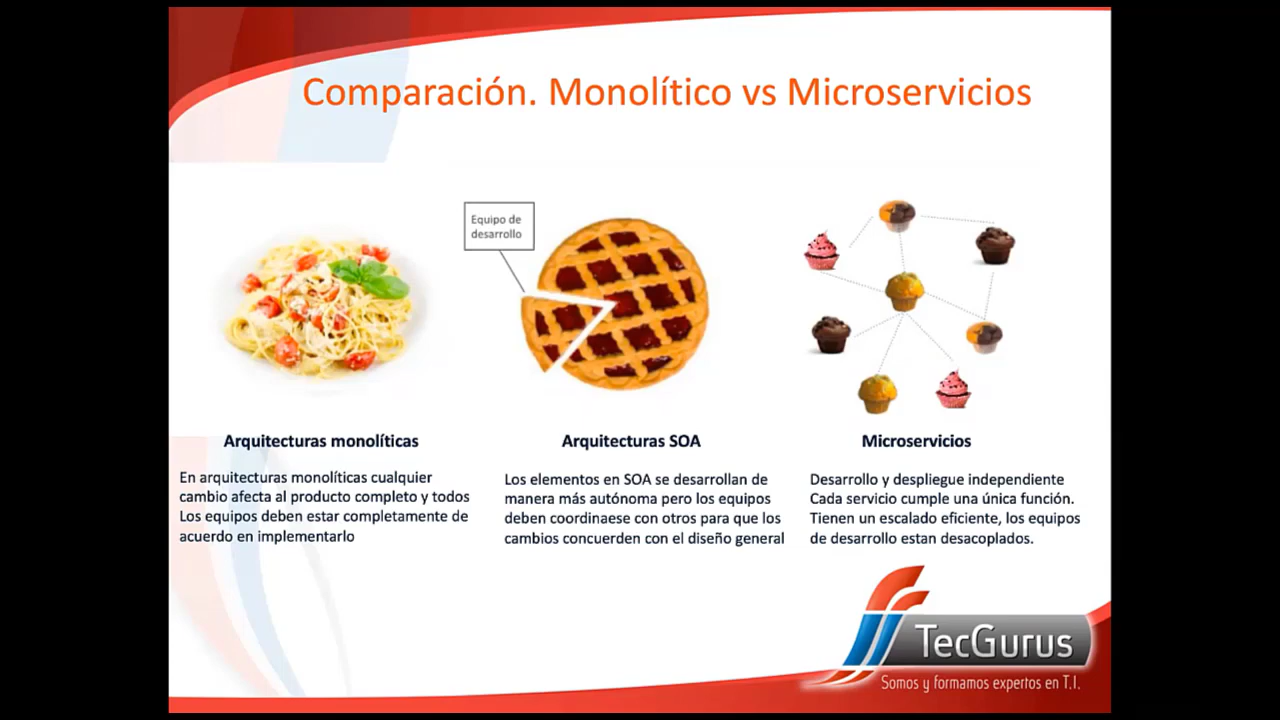 Comparación. Monolítico vs Microservicios
Equipo de
desarrollo
Arquitecturas monolíticas
En arquitecturas monolíticas cualquier
cambio afecta al producto completo y todos
Los equipos deben estar completamente de
acuerdo en implementarlo
Arquitecturas SOA
Los elementos en SOA se desarrollan de
manera más autónoma pero los equipos
deben coordinaese con otros para que los
cambios concuerden con el diseño general
Microservicios
Desarrollo y despliegue independiente
Cada servicio cumple una única función.
Tienen un escalado eficiente, los equipos
de desarrollo estan desacoplados.
TecGurus
Somos y formamos expertos en T.I.